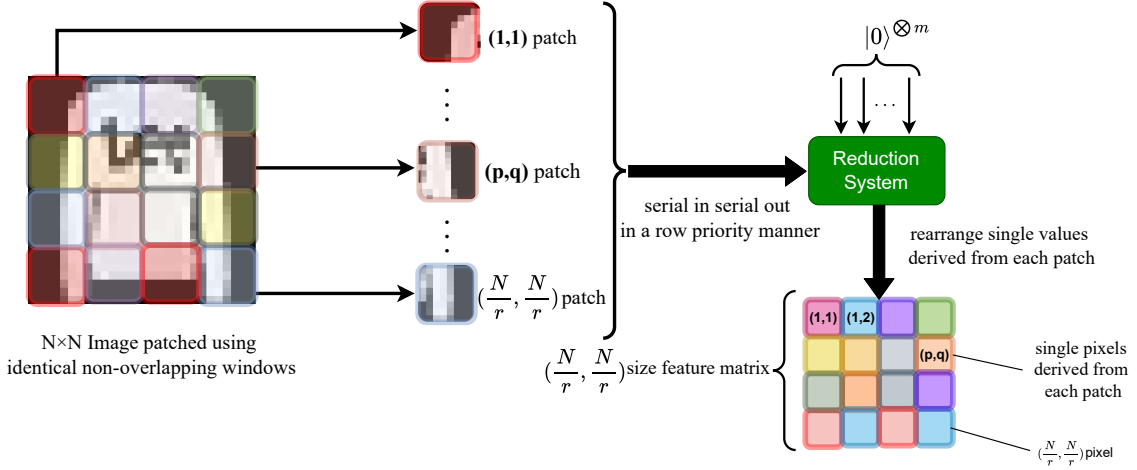 (1,1) patch
|0⟩⊗m
. . .
(p,q) patch
Reduction
System
serial in serial out
in a row priority manner
rearrange single values
derived from each patch
(N/r, N/r) patch
N×N Image patched using
identical non-overlapping windows
(N/r, N/r) size feature matrix
(1,1) (1,2)
(p,q)
single pixels
derived from
each patch
(N/r, N/r) pixel